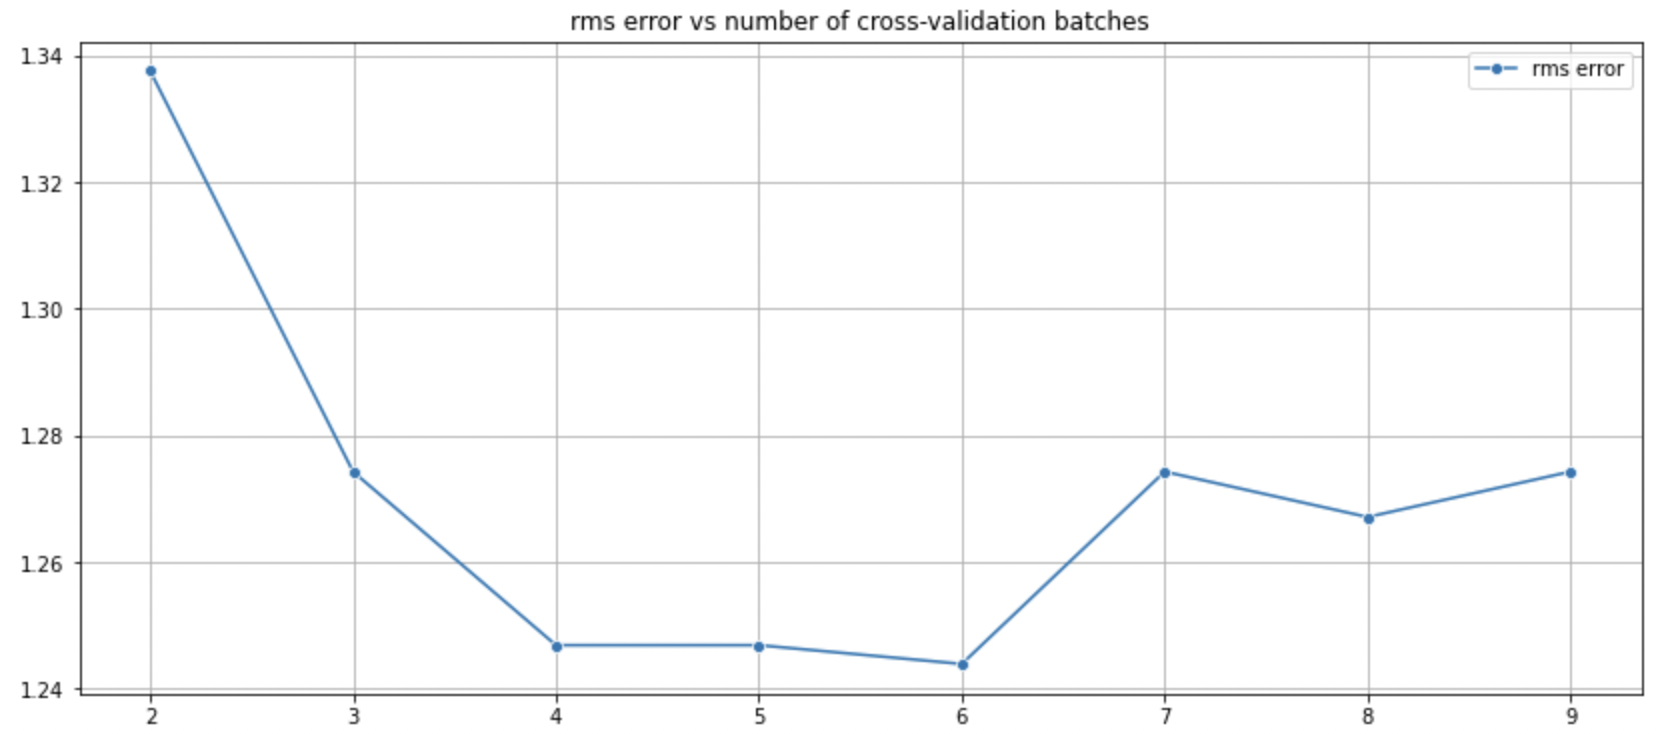 rms error vs number of cross-validation batches
rms error
1.34
1.32
1.30
1.28
1.26
1.24
2 3 4 5 6 7 8 9